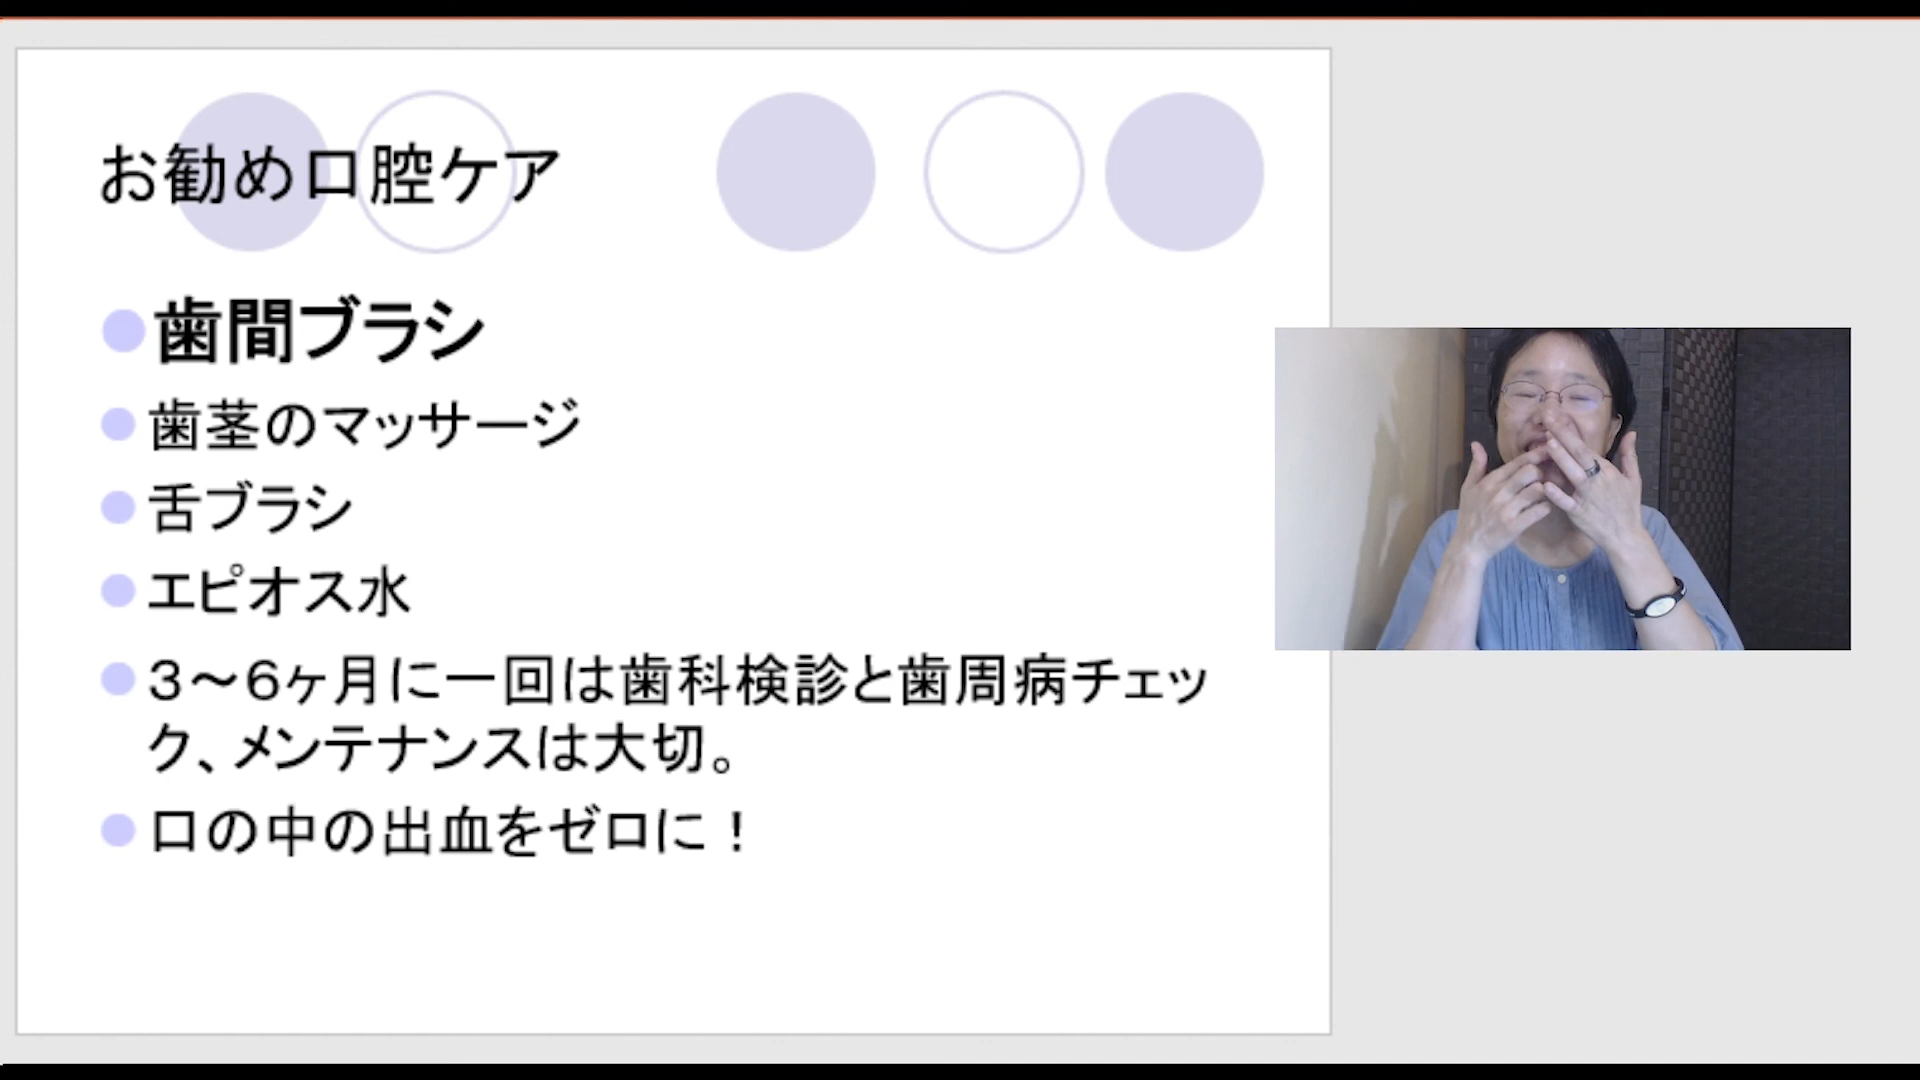 お勧め口腔ケア
歯間ブラシ
歯茎のマッサージ
舌ブラシ
エピオス水
３～６ヶ月に一回は歯科検診と歯周病チェッ
ク、メンテナンスは大切。
口の中の出血をゼロに！